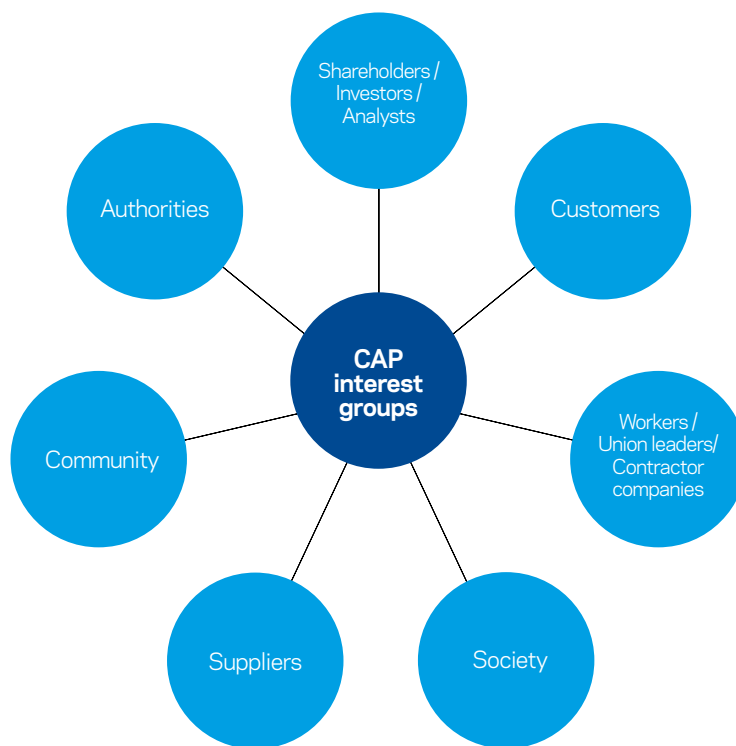 Shareholders /
Investors /
Analysts
Authorities
Customers
CAP
interest
groups
Workers /
Union leaders/
Contractor
companies
Community
Suppliers
Society